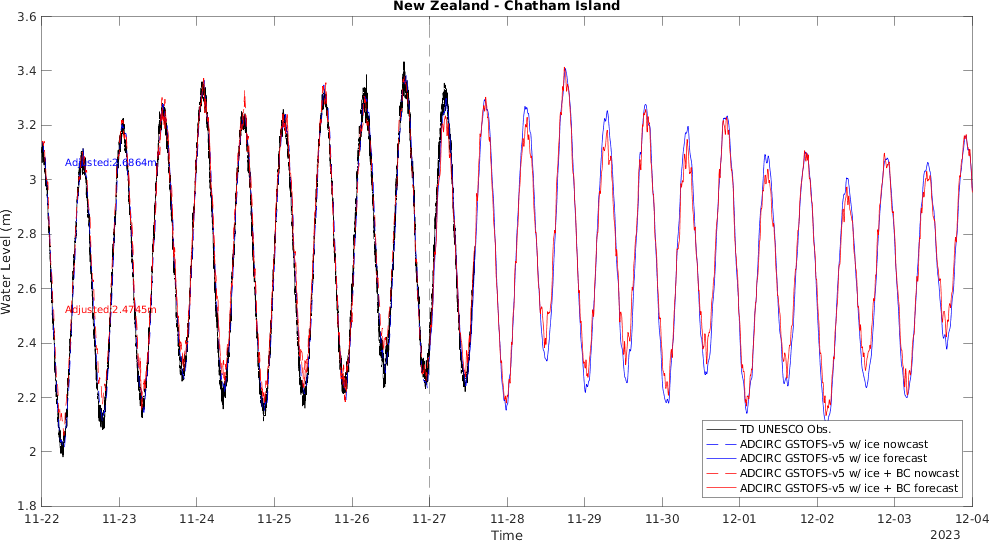 New Zealand - Chatham Island
3.6
3.4
3.2
3
2.8
2.6
2.4
2.2
2
1.8
Water Level (m)
Adjusted:2.6864m
Adjusted:2.4745m
TD UNESCO Obs.
ADCIRC GSTOFS-v5 w/ ice nowcast
ADCIRC GSTOFS-v5 w/ ice forecast
ADCIRC GSTOFS-v5 w/ ice + BC nowcast
ADCIRC GSTOFS-v5 w/ ice + BC forecast
11-22 11-23 11-24 11-25 11-26 11-27 11-28 11-29 11-30 12-01 12-02 12-03 12-04
Time
2023